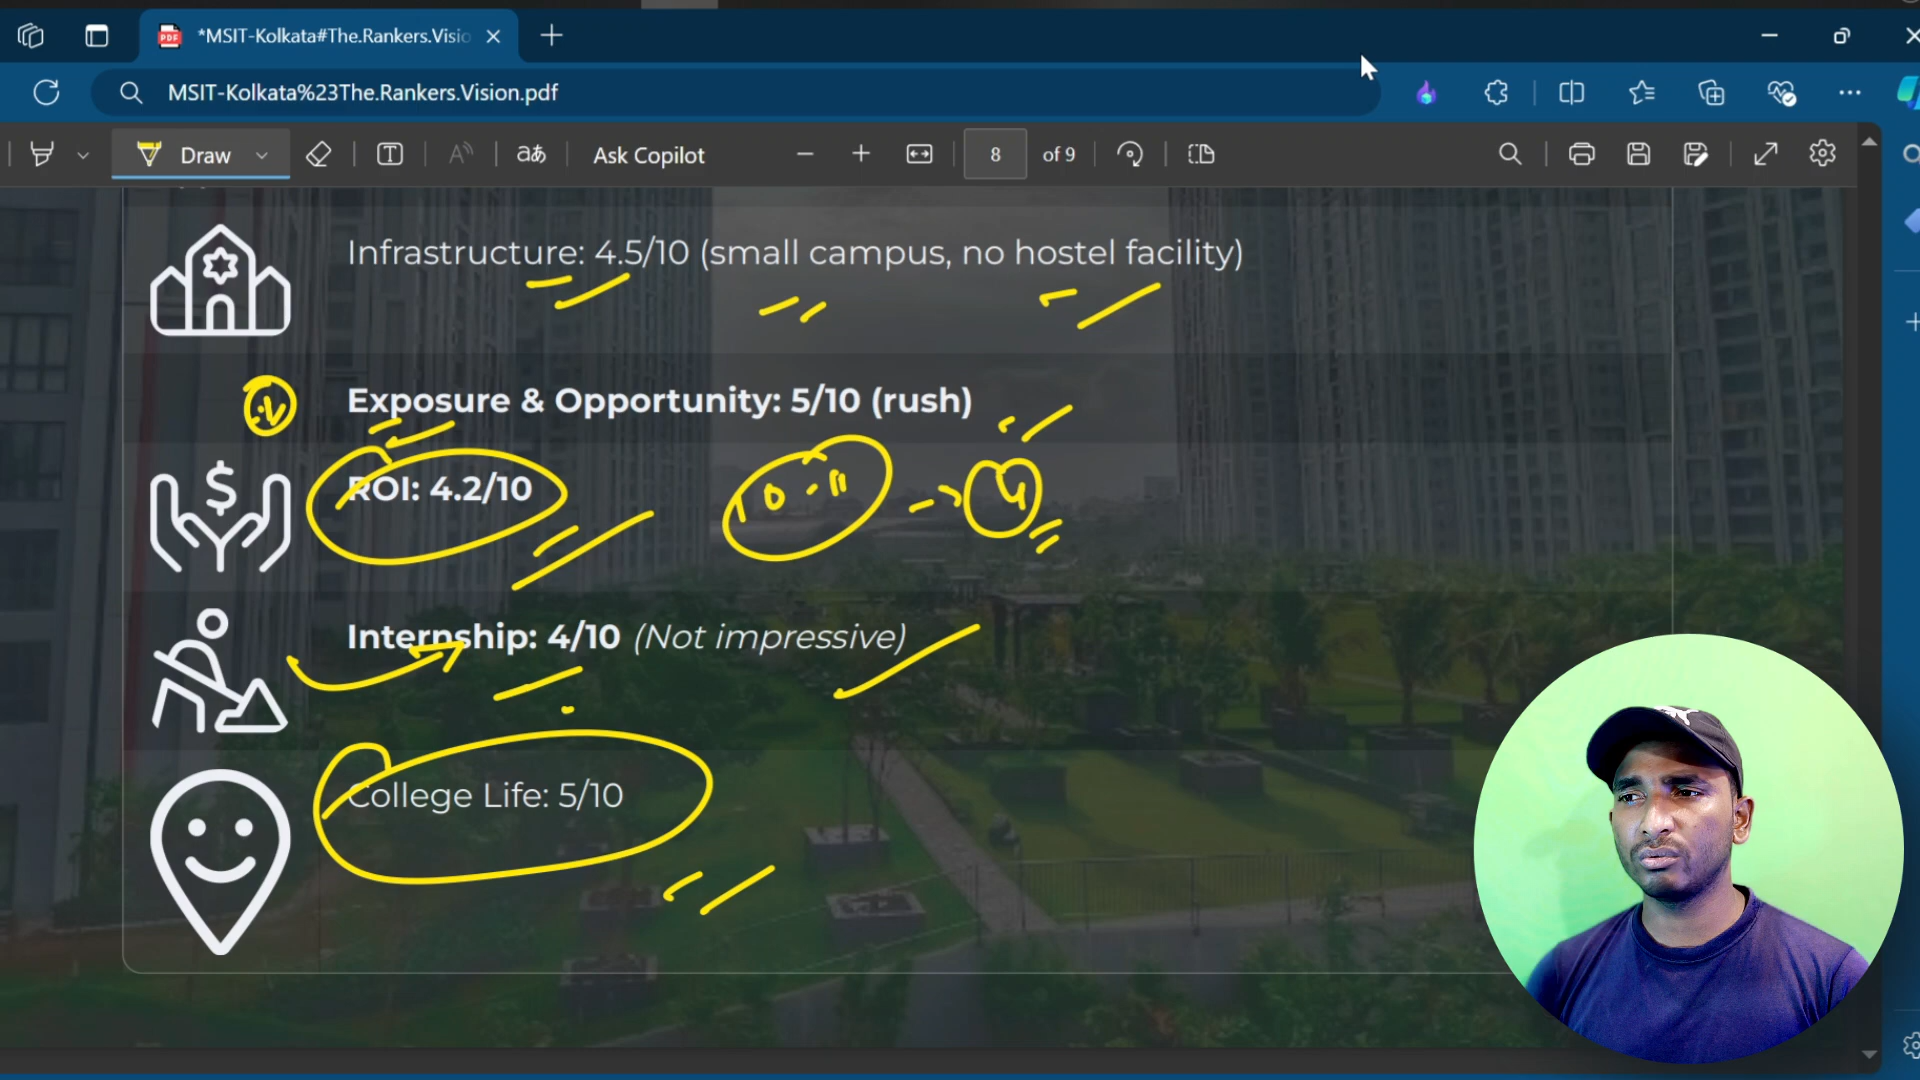 *MSIT-Kolkata#The.Rankers.Visio
MSIT-Kolkata%23The.Rankers.Vision.pdf
Draw
Ask Copilot
8 of 9
Infrastructure: 4.5/10 (small campus, no hostel facility)
Exposure & Opportunity: 5/10 (rush)
ROI: 4.2/10
4
Internship: 4/10 (Not impressive)
College Life: 5/10